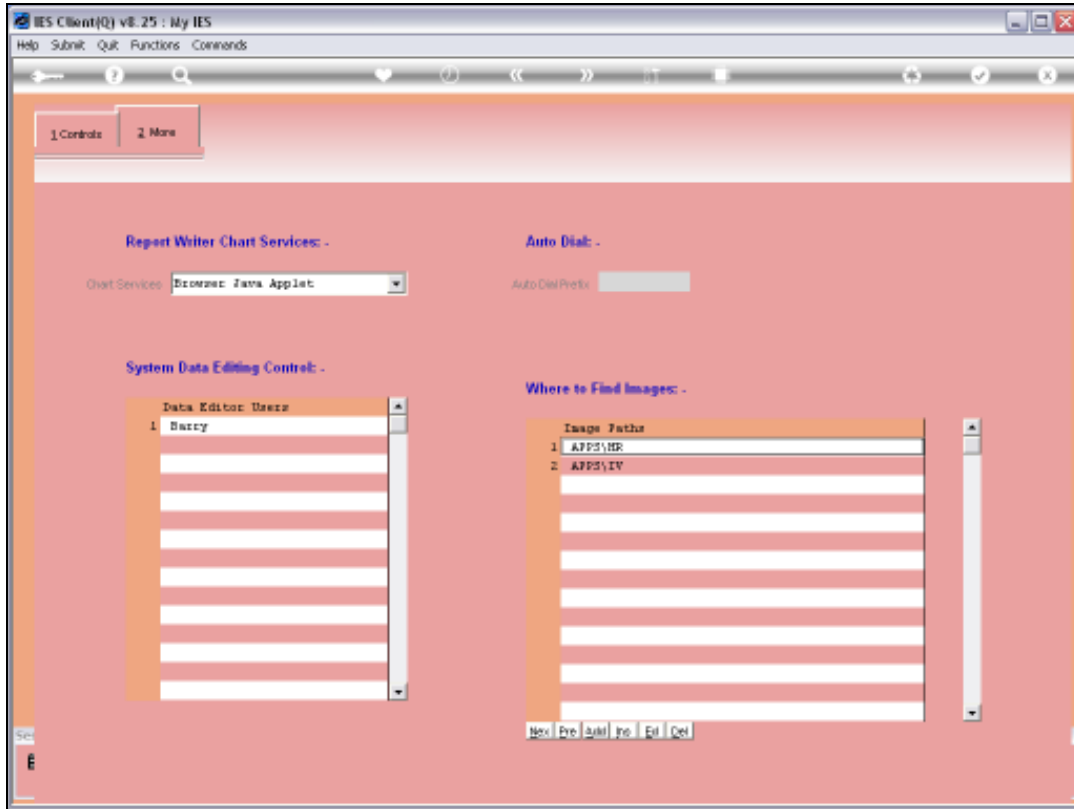 IES Client(Q) v8.25 : My IES
Help Submit Quit Functions Commands
1 Controls 2 More
Report Writer Chart Services: -
Auto Dial: -
Chart Services Browser Java Applet
Auto Dial Prefix
System Data Editing Control: -
Where to Find Images: -
Data Editor Users
1 Barry
Image Paths
1 APPS\HR
2 APPS\IV
Nex Pre Add Ins Ed Del